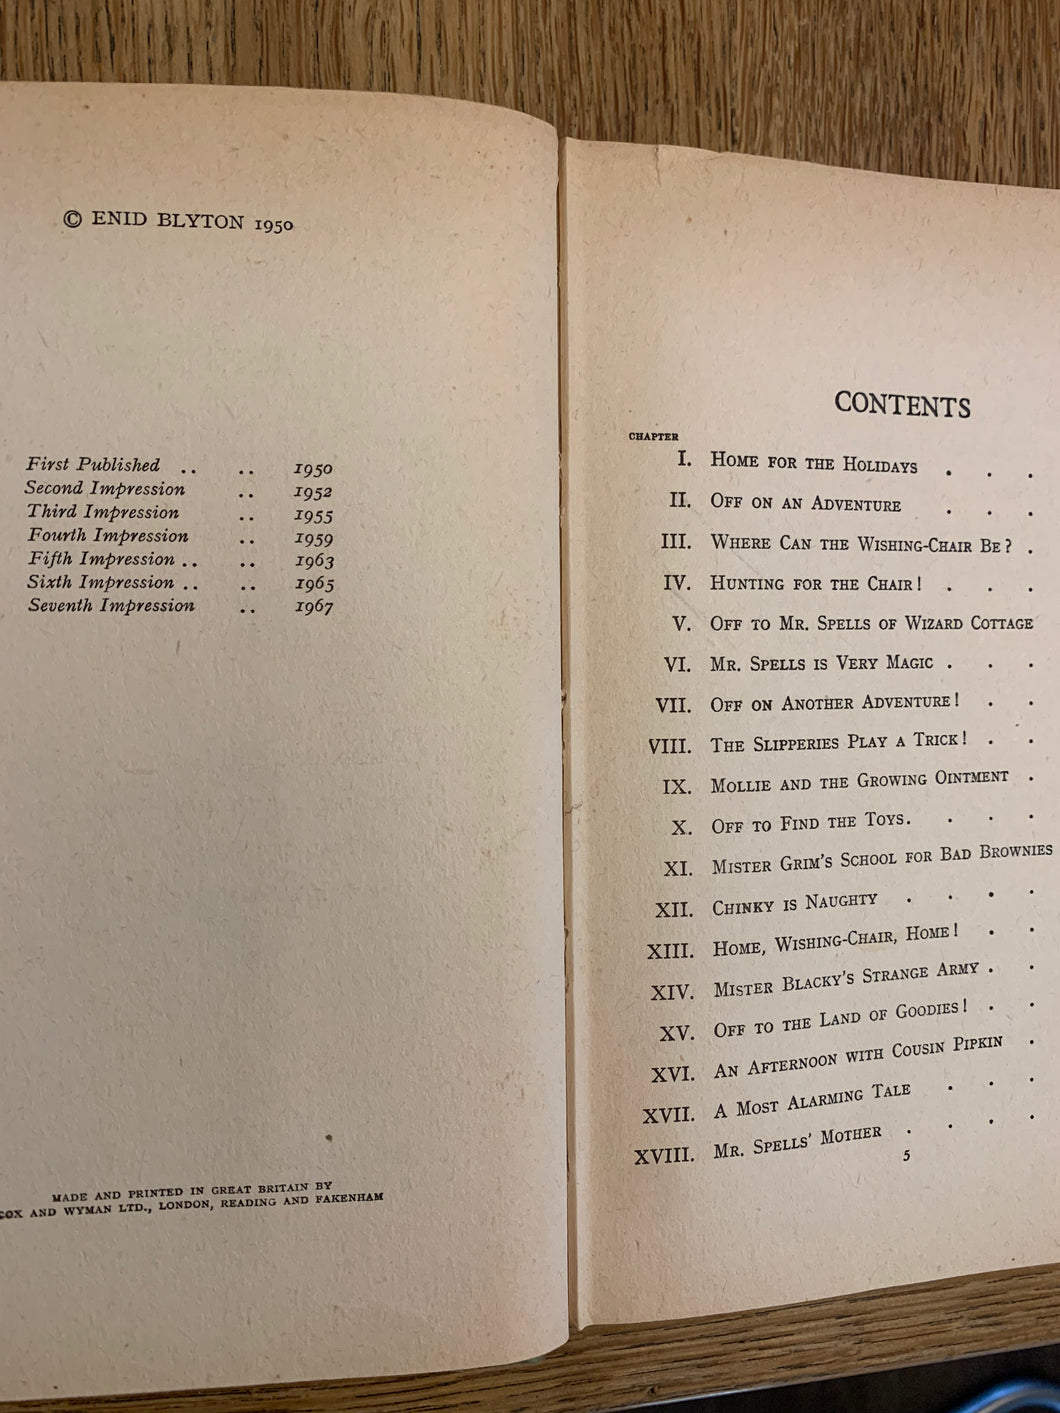 © ENID BLYTON 1950
First Published .. .. 1950
Second Impression .. 1952
Third Impression .. 1955
Fourth Impression .. 1959
Fifth Impression .. .. 1963
Sixth Impression .. .. 1965
Seventh Impression .. 1967
MADE AND PRINTED IN GREAT BRITAIN BY
COX AND WYMAN LTD., LONDON, READING AND FAKENHAM
CONTENTS
CHAPTER
I. HOME FOR THE HOLIDAYS . . .
II. OFF ON AN ADVENTURE . . .
III. WHERE CAN THE WISHING-CHAIR BE? .
IV. HUNTING FOR THE CHAIR! . . .
V. OFF TO MR. SPELLS OF WIZARD COTTAGE
VI. MR. SPELLS IS VERY MAGIC . . .
VII. OFF ON ANOTHER ADVENTURE! . .
VIII. THE SLIPPERIES PLAY A TRICK! . .
IX. MOLLIE AND THE GROWING OINTMENT .
X. OFF TO FIND THE TOYS. . . .
XI. MISTER GRIM'S SCHOOL FOR BAD BROWNIES
XII. CHINKY IS NAUGHTY . . . .
XIII. HOME, WISHING-CHAIR, HOME! . .
XIV. MISTER BLACKY'S STRANGE ARMY . .
XV. OFF TO THE LAND OF GOODIES! . .
XVI. AN AFTERNOON WITH COUSIN PIPKIN .
XVII. A MOST ALARMING TALE . . .
XVIII. MR. SPELLS' MOTHER . . . .
5